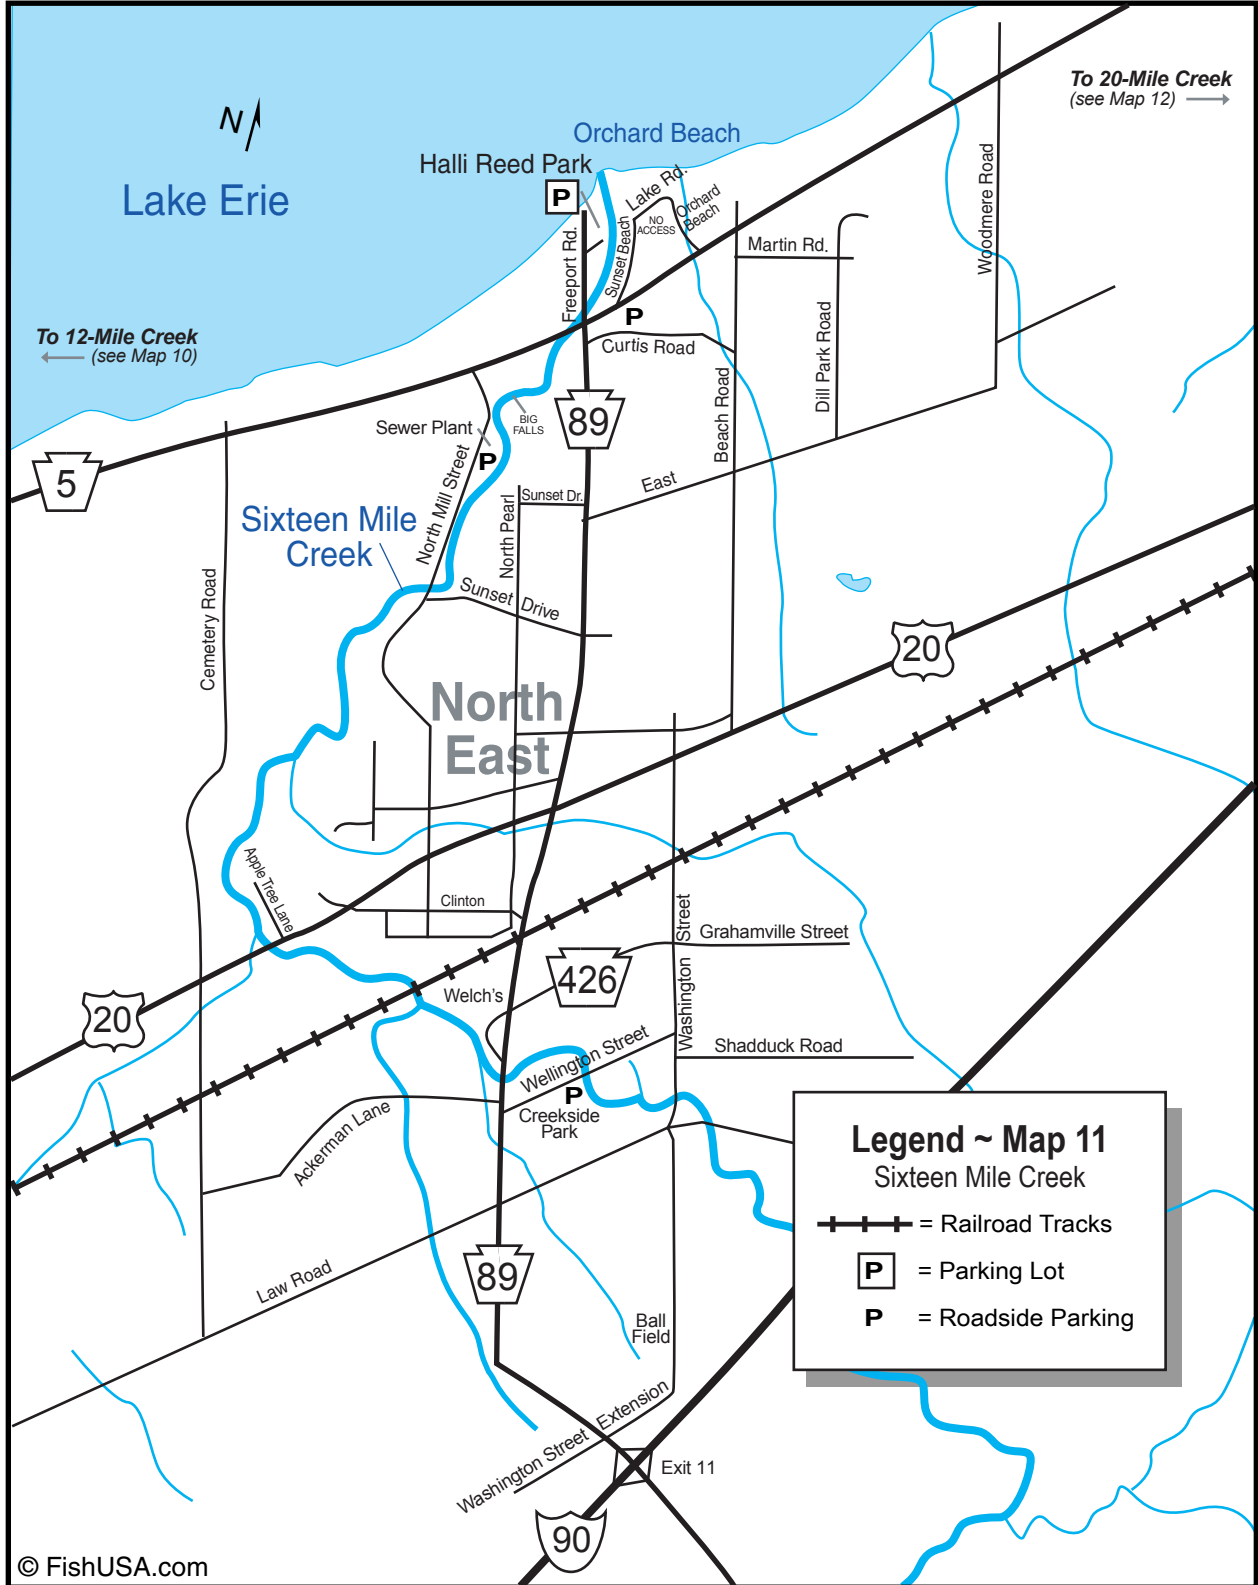 To 20-Mile Creek
(see Map 12)
N
Orchard Beach
Halli Reed Park
Lake Erie
P
Lake Rd.
Orchard
Beach
NO
ACCESS
Sunset Beach
Freeport Rd.
Martin Rd.
Woodmere Road
P
To 12-Mile Creek
(see Map 10)
Curtis Road
Dill Park Road
Beach Road
89
BIG
FALLS
Sewer Plant
P
5
North Mill Street
East
Sunset Dr.
North Pearl
Sixteen Mile
Creek
Sunset Drive
Cemetery Road
20
North
East
Apple Tree Lane
Clinton
Street
Grahamville Street
426
Welch's
20
Washington
Wellington Street
Shadduck Road
P
Creekside
Park
Ackerman Lane
Legend ~ Map 11
Sixteen Mile Creek
= Railroad Tracks
P = Parking Lot
P = Roadside Parking
Law Road
89
Ball
Field
Washington Street Extension
Exit 11
90
© FishUSA.com